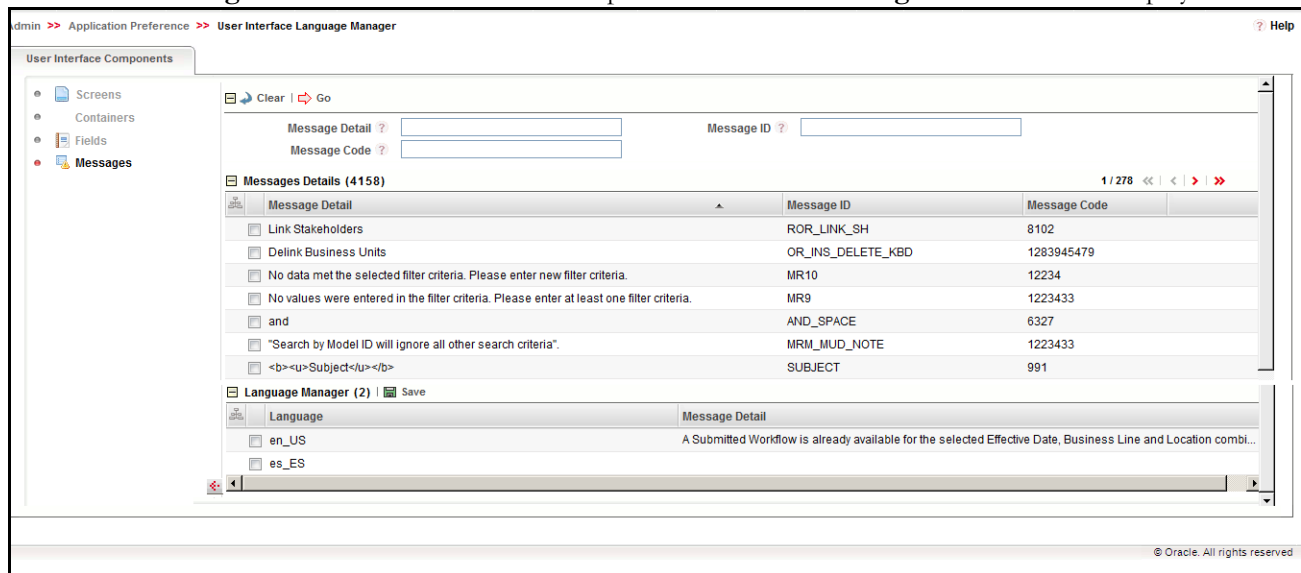 Admin >> Application Preference >> User Interface Language Manager
? Help
User Interface Components
Screens
Containers
Fields
Messages
Clear | Go
Message Detail ?
Message ID ?
Message Code ?
Messages Details (4158)
1 / 278
Message Detail Message ID Message Code
Link Stakeholders ROR_LINK_SH 8102
Delink Business Units OR_INS_DELETE_KBD 1283945479
No data met the selected filter criteria. Please enter new filter criteria. MR10 12234
No values were entered in the filter criteria. Please enter at least one filter criteria. MR9 1223433
and AND_SPACE 6327
"Search by Model ID will ignore all other search criteria". MRM_MUD_NOTE 1223433
<b><u>Subject</u></b> SUBJECT 991
Language Manager (2) | Save
Language Message Detail
en_US A Submitted Workflow is already available for the selected Effective Date, Business Line and Location combi...
es_ES
© Oracle. All rights reserved